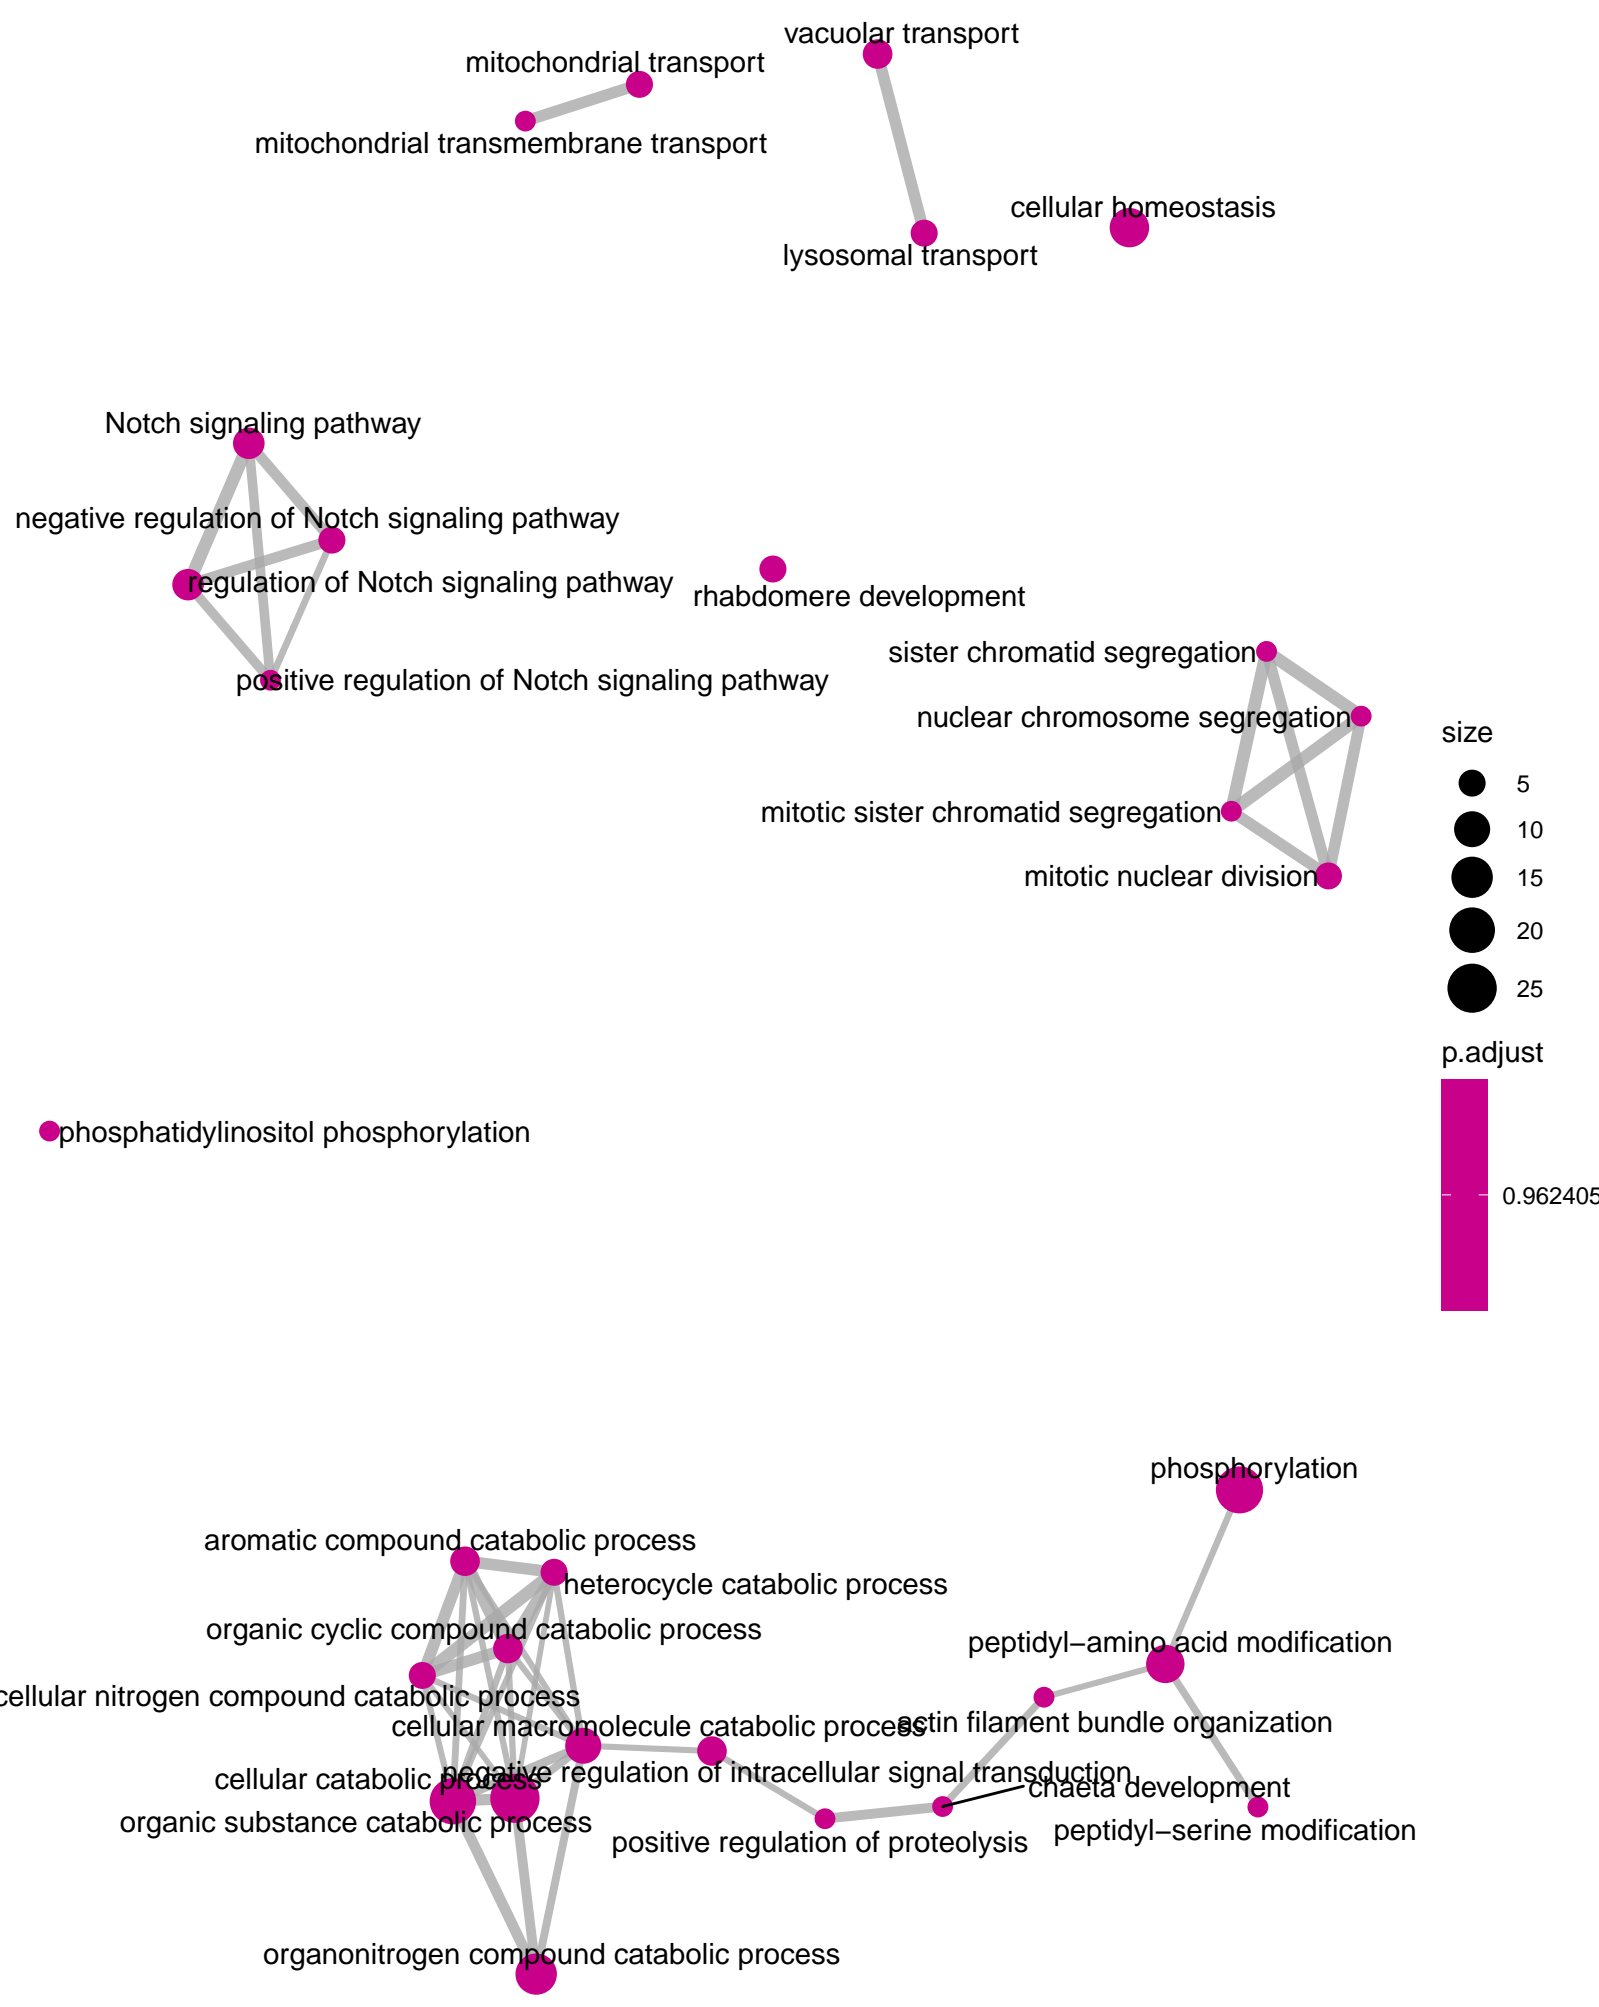 vacuolar transport
mitochondrial transport
mitochondrial transmembrane transport
cellular homeostasis
lysosomal transport
Notch signaling pathway
negative regulation of Notch signaling pathway
regulation of Notch signaling pathway
rhabdomere development
sister chromatid segregation
positive regulation of Notch signaling pathway
nuclear chromosome segregation
mitotic sister chromatid segregation
mitotic nuclear division
size
5
10
15
20
25
p.adjust
0.962405
phosphatidylinositol phosphorylation
phosphorylation
aromatic compound catabolic process
heterocycle catabolic process
organic cyclic compound catabolic process
peptidyl−amino acid modification
cellular nitrogen compound catabolic process
cellular macromolecule catabolic process
actin filament bundle organization
negative regulation of intracellular signal transduction
cellular catabolic process
chaeta development
organic substance catabolic process
positive regulation of proteolysis
peptidyl−serine modification
organonitrogen compound catabolic process